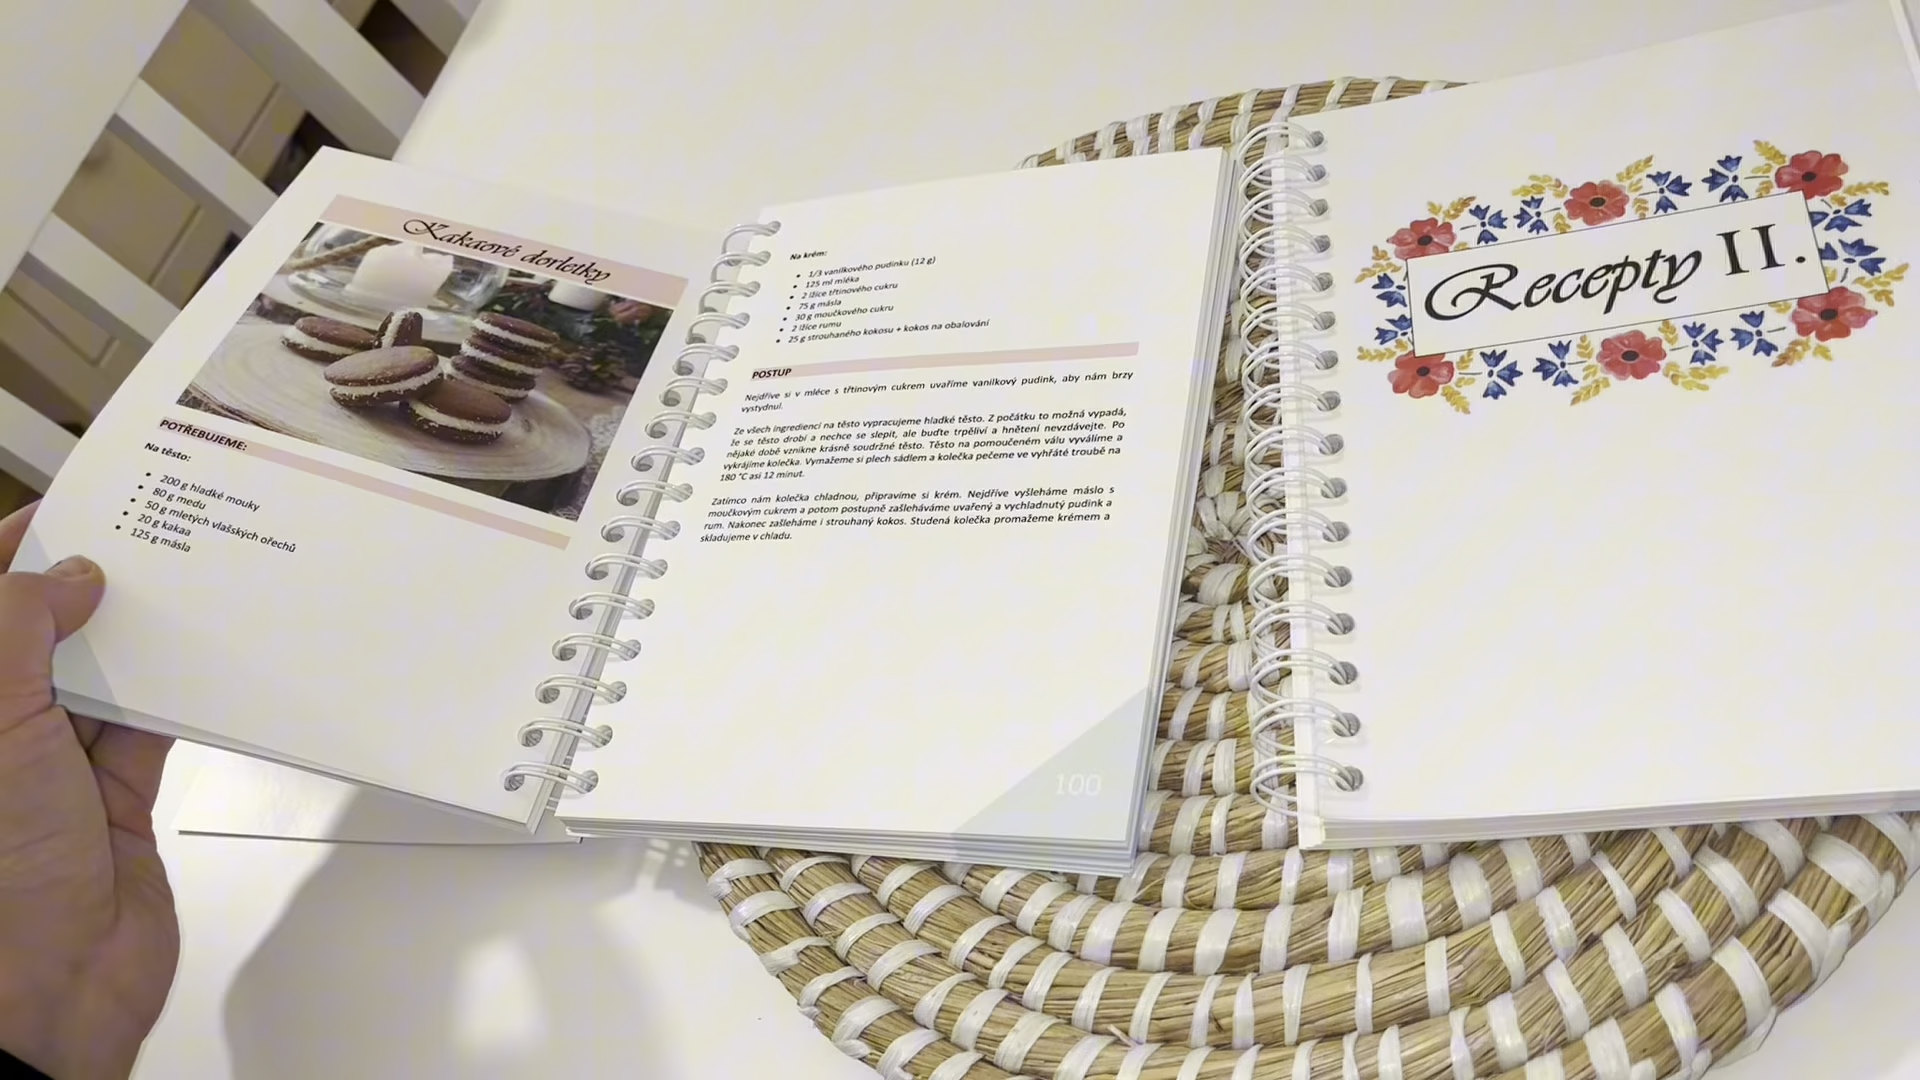 Kakaové dorletky
POTŘEBUJEME:
Na těsto:
• 200 g hladké mouky
• 80 g medu
• 50 g mletých vlašských ořechů
• 20 g kakaa
• 125 g másla
Na krém:
• 1/3 vanilkového pudinku (12 g)
• 125 ml mléka
• 2 lžíce třtinového cukru
• 75 g másla
• 30 g moučkového cukru
• 2 lžíce rumu
• 25 g strouhaného kokosu + kokos na obalování
POSTUP
Nejdříve si v mléce s třtinovým cukrem uvaříme vanilkový pudink, aby nám brzy
vystydnul.
Ze všech ingrediencí na těsto vypracujeme hladké těsto. Z počátku to možná vypadá,
že se těsto drobí a nechce se slepit, ale buďte trpěliví a hnětení nevzdávejte. Po
nějaké době vznikne krásně soudržné těsto. Těsto na pomoučeném válu vyválíme a
vykrájíme kolečka. Vymažeme si plech sádlem a kolečka pečeme ve vyhřáté troubě na
180 °C asi 12 minut.
Zatímco nám kolečka chladnou, připravíme si krém. Nejdříve vyšleháme máslo s
moučkovým cukrem a potom postupně zašleháváme uvařený a vychladnutý pudink a
rum. Nakonec zašleháme i strouhaný kokos. Studená kolečka promažeme krémem a
skladujeme v chladu.
100
Recepty II.